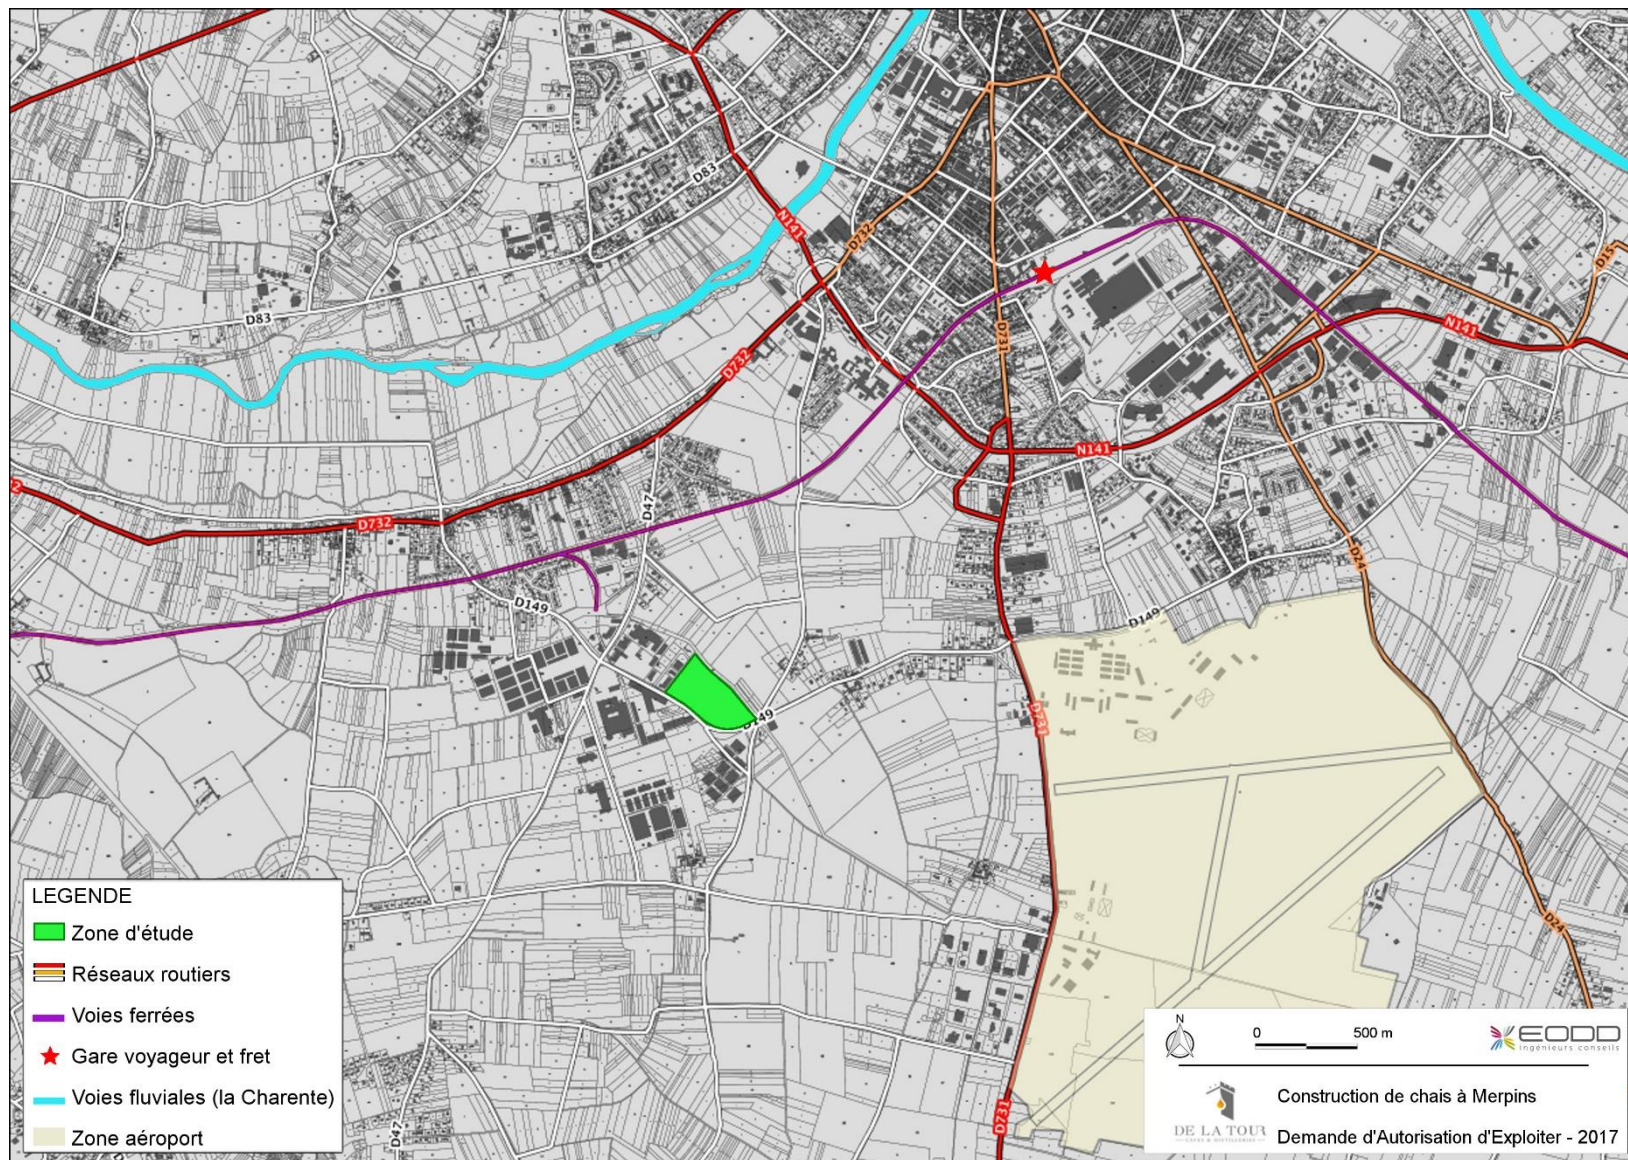 D83
N141
D732
D15
D83
D731
N141
D732
N141
D47
D732
D24
D149
D149
D149
D731
D24
D47
D731
LEGENDE
Zone d'étude
Réseaux routiers
Voies ferrées
Gare voyageur et fret
Voies fluviales (la Charente)
Zone aéroport
N
0 500 m
EODD
ingénieurs conseils
DE LA TOUR
CAVES & DISTILLERIES
Construction de chais à Merpins
Demande d'Autorisation d'Exploiter - 2017